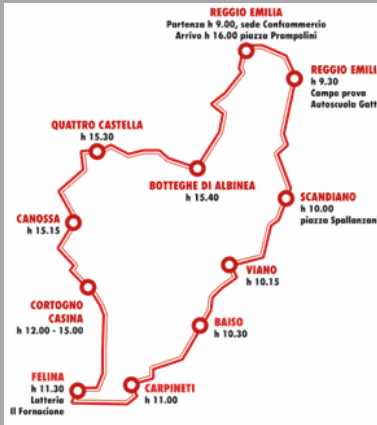 REGGIO EMILIA
Partenza h 9.00, sede Confcommercio
Arrivo h 16.00 piazza Prampolini
REGGIO EMILI
h 9.30
Campo prova
Autoscuola Gatt
QUATTRO CASTELLA
h 15.30
BOTTEGHE DI ALBINEA
h 15.40
SCANDIANO
h 10.00
piazza Spallanzan
CANOSSA
h 15.15
VIANO
h 10.15
CORTOGNO
CASINA
h 12.00 - 15.00
BAISO
h 10.30
FELINA
h 11.30
Latteria
Il Fornacione
CARPINETI
h 11.00